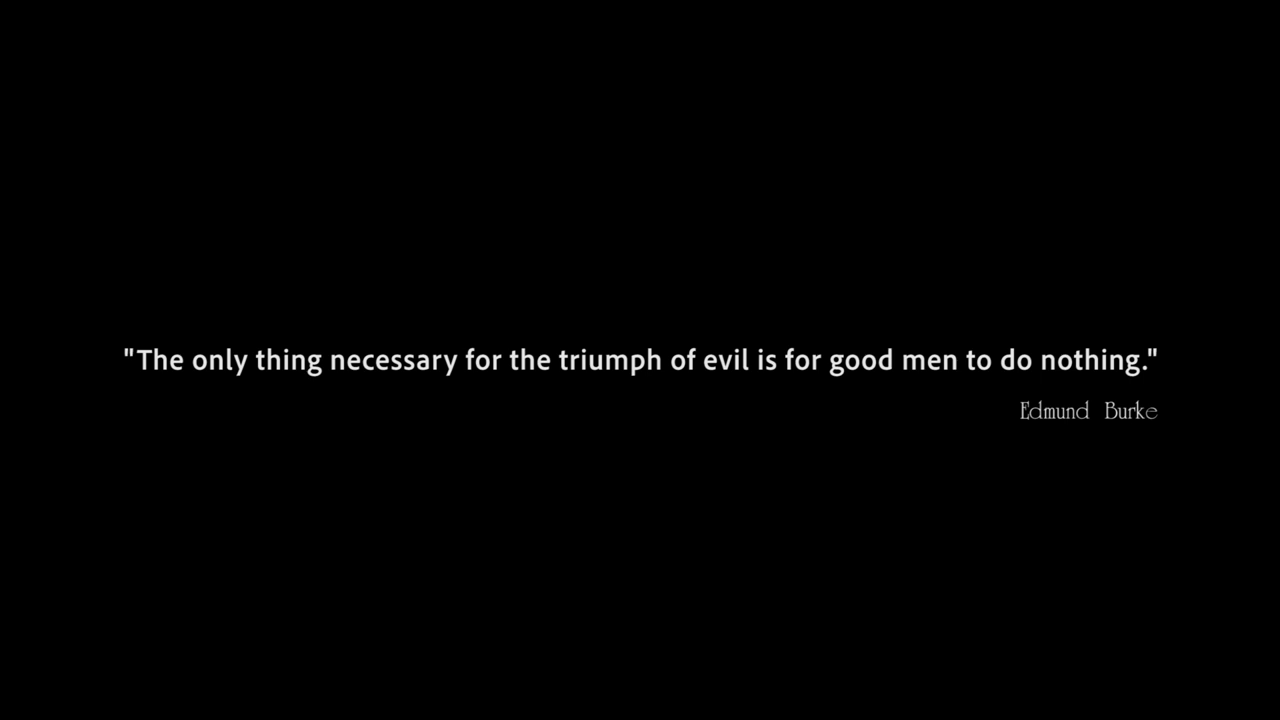 "The only thing necessary for the triumph of evil is for good men to do nothing."
Edmund Burke